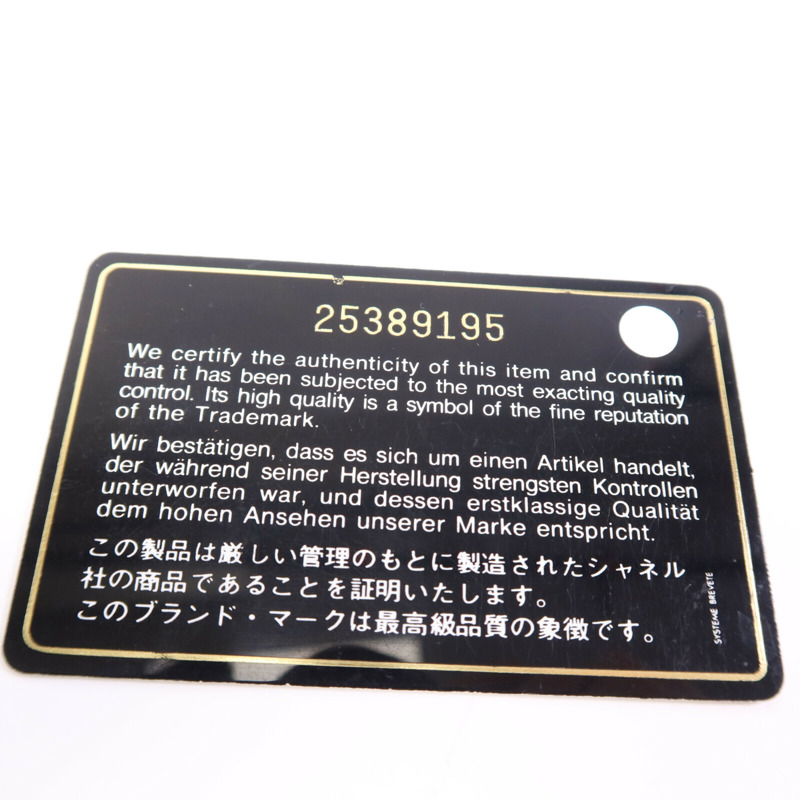 25389195
We certify the authenticity of this item and confirm
that it has been subjected to the most exacting quality
control. Its high quality is a symbol of the fine reputation
of the Trademark.
Wir bestätigen, dass es sich um einen Artikel handelt,
der während seiner Herstellung strengsten Kontrollen
unterworfen war, und dessen erstklassige Qualität
dem hohen Ansehen unserer Marke entspricht.
この製品は厳しい管理のもとに製造されたシャネル
社の商品であることを証明いたします。
このブランド・マークは最高級品質の象徴です。
SYSTEME BREVETE